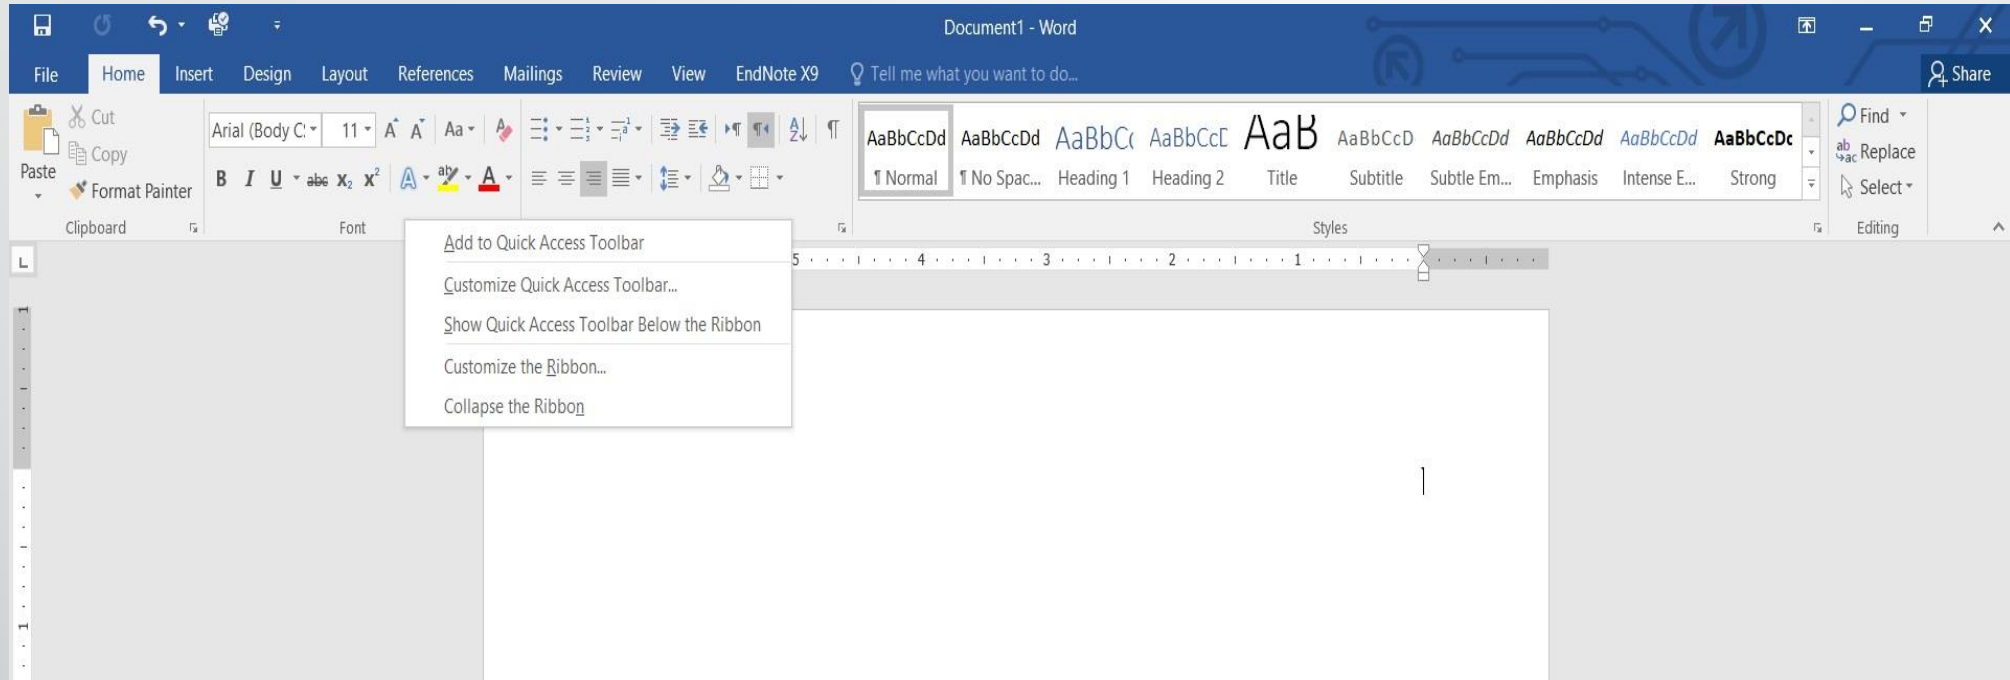 Document1 - Word
File Home Insert Design Layout References Mailings Review View EndNote X9 Tell me what you want to do... Share
Paste
Cut
Copy
Format Painter
Clipboard
Arial (Body C: 11 Aa
B I U abc X₂ X² A aby A
Font
AaBbCcDd AaBbCcDd AaBbC AaBbCcD AaB AaBbCcD AaBbCcDd AaBbCcDd AaBbCcDd AaBbCcDc
¶ Normal ¶ No Spac... Heading 1 Heading 2 Title Subtitle Subtle Em... Emphasis Intense E... Strong
Styles
Find
Replace
Select
Editing
Add to Quick Access Toolbar
Customize Quick Access Toolbar...
Show Quick Access Toolbar Below the Ribbon
Customize the Ribbon...
Collapse the Ribbon
L
5 4 3 2 1
1
1